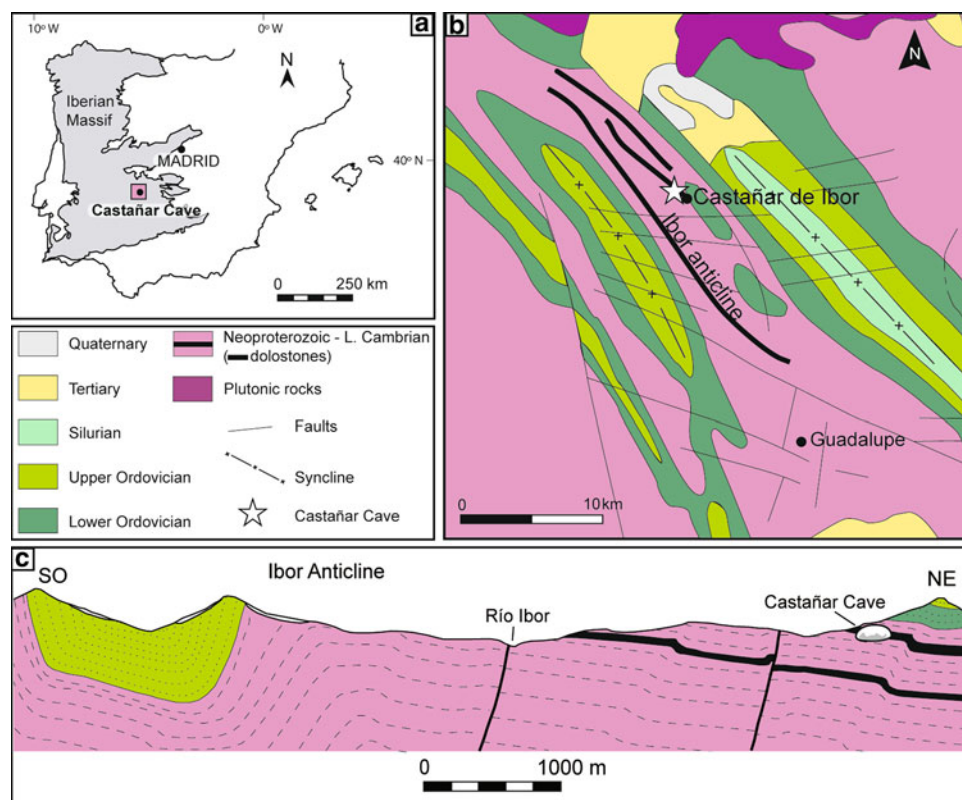 10º W
0º W
a
N
Iberian
Massif
MADRID
40º N
Castañar Cave
0
250 km
b
N
Castañar de Ibor
Ibor anticline
Guadalupe
0
10 km
Quaternary
Tertiary
Silurian
Upper Ordovician
Lower Ordovician
Neoproterozoic - L. Cambrian
( dolostones)
Plutonic rocks
Faults
Syncline
Castañar Cave
c
SO
Ibor Anticline
NE
Río Ibor
Castañar Cave
0
1000 m